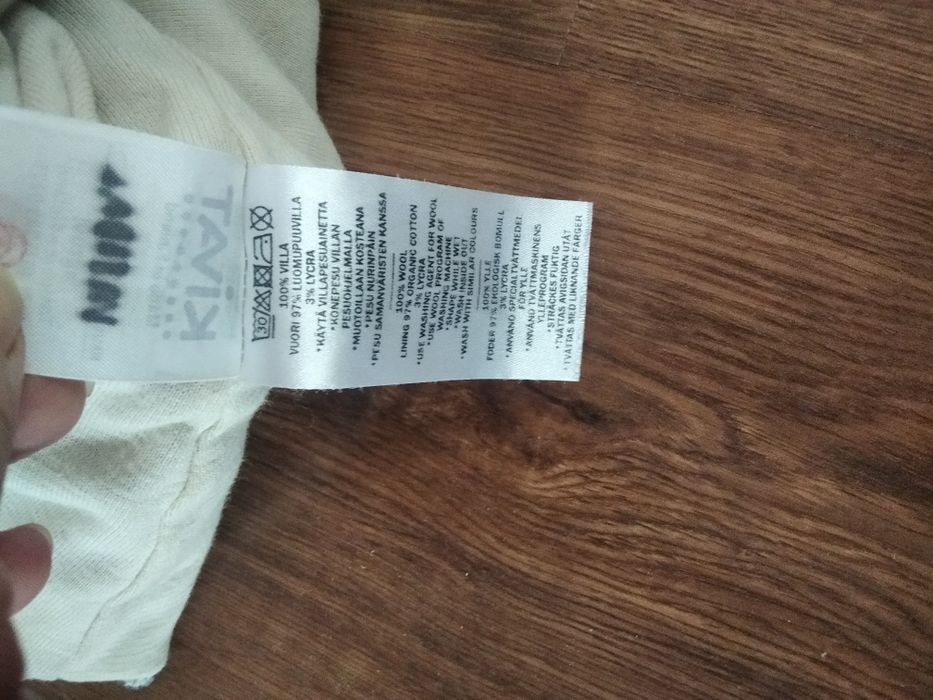 KIVAT
30
100% VILLA
VUORI 97% LUOMUPUUVILLA
3% LYCRA
*KÄYTÄ VILLAPESUAINETTA
*KONEPESU VILLAN
PESUOHJELMALLA
*MUOTOILLAAN KOSTEANA
*PESU NURINPÄIN
*PESU SAMANVÄRISTEN KANSSA
100% WOOL
LINING 97% ORGANIC COTTON
3% LYCRA
*USE WASHING AGENT FOR WOOL
*USE WOOL PROGRAM OF
WASHING MACHINE
*SHAPE WHILE WET
*WASH INSIDE OUT
*WASH WITH SIMILAR COLOURS
100% YLLE
FODER 97% EKOLOGISK BOMULL
3% LYCRA
*ANVÄND SPECIALTVÄTTMEDEL
FÖR YLLE
*ANVÄND TVÄTTMASKINENS
YLLEPROGRAM
*STRÄCKES FUKTIG
*TVÄTTAS AVIGSIDAN UTÅT
*TVÄTTAS MED LIKNANDE FÄRGER